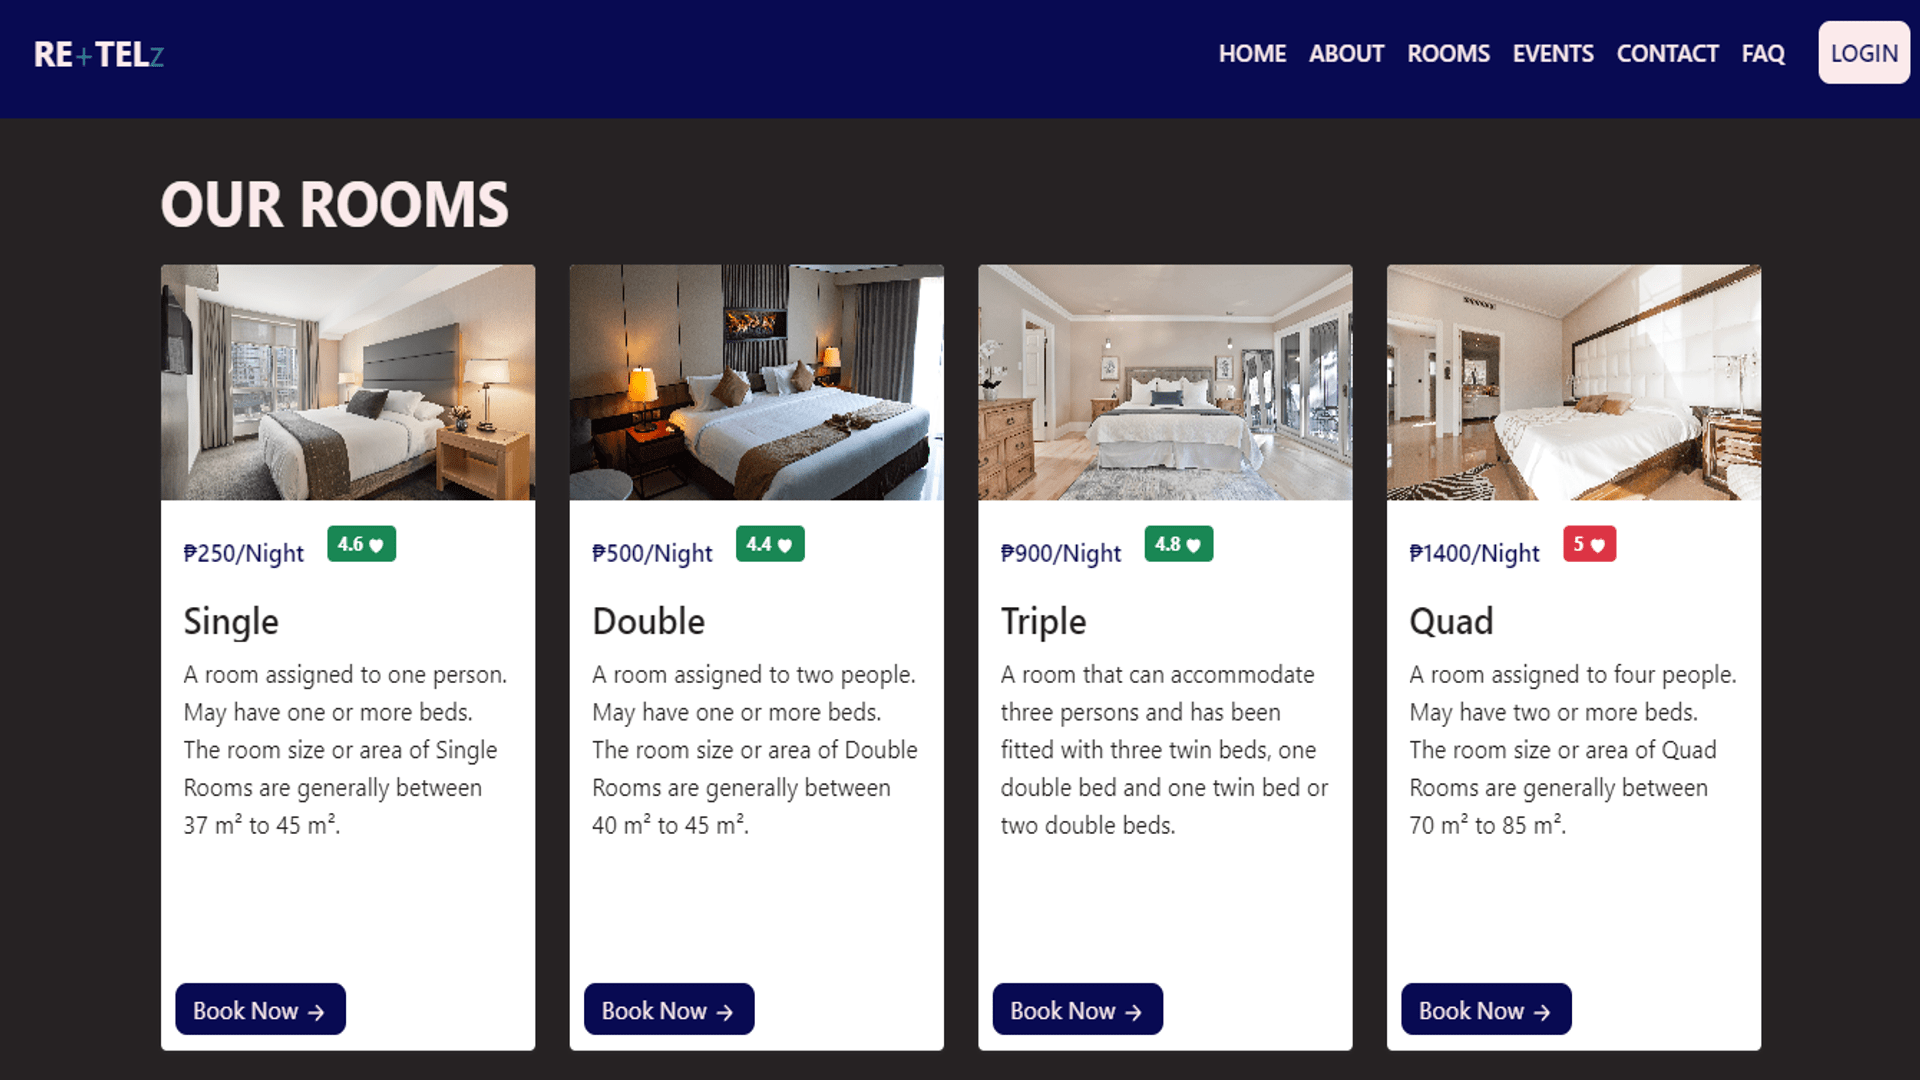 RE+TELZ
HOME ABOUT ROOMS EVENTS CONTACT FAQ LOGIN
OUR ROOMS
₱250/Night 4.6
Single
A room assigned to one person.
May have one or more beds.
The room size or area of Single
Rooms are generally between
37 m² to 45 m².
Book Now →
₱500/Night 4.4
Double
A room assigned to two people.
May have one or more beds.
The room size or area of Double
Rooms are generally between
40 m² to 45 m².
Book Now →
₱900/Night 4.8
Triple
A room that can accommodate
three persons and has been
fitted with three twin beds, one
double bed and one twin bed or
two double beds.
Book Now →
₱1400/Night 5
Quad
A room assigned to four people.
May have two or more beds.
The room size or area of Quad
Rooms are generally between
70 m² to 85 m².
Book Now →